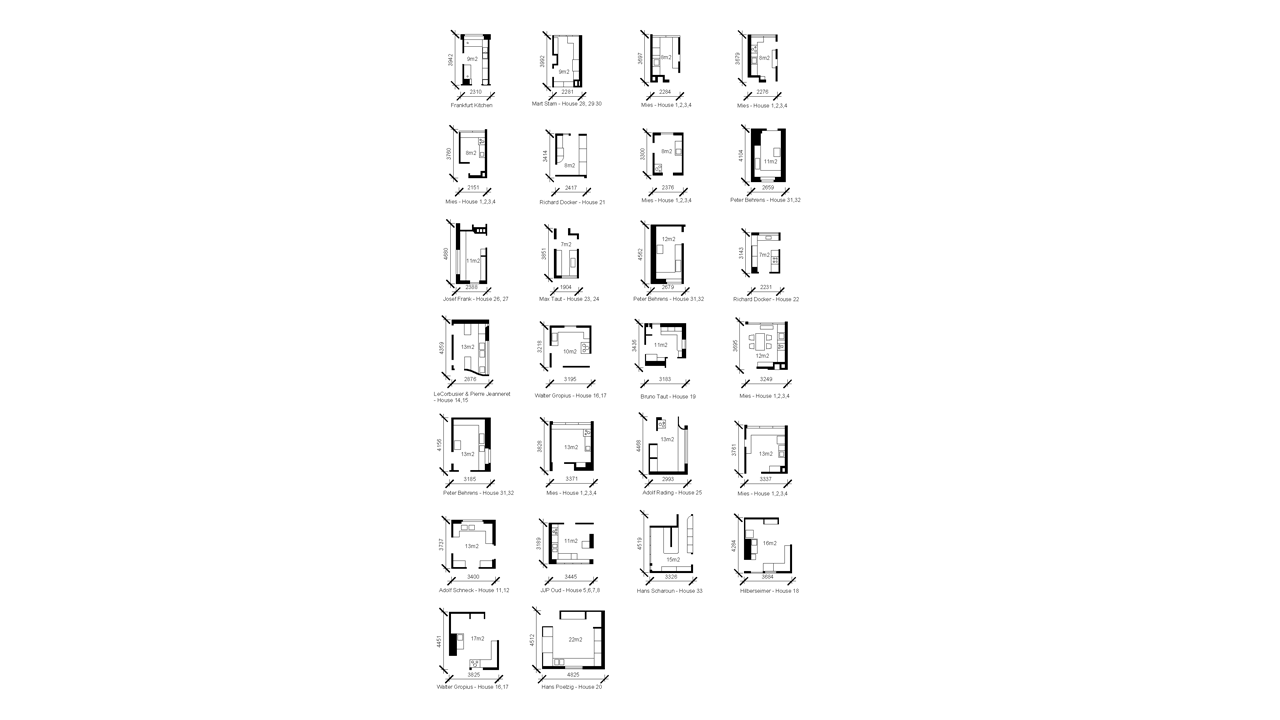 3942
9m2
2310
Frankfurt Kitchen
3992
9m2
2281
Mart Stam - House 28, 29 30
3697
8m2
2284
Mies - House 1,2,3,4
3679
8m2
2276
Mies - House 1,2,3,4
3760
8m2
2151
Mies - House 1,2,3,4
3414
8m2
2417
Richard Docker - House 21
3300
8m2
2376
Mies - House 1,2,3,4
4104
11m2
2659
Peter Behrens - House 31,32
4880
11m2
2388
Josef Frank - House 26, 27
3851
7m2
1904
Max Taut - House 23, 24
4562
12m2
2679
Peter Behrens - House 31,32
3143
7m2
2231
Richard Docker - House 22
4359
13m2
2876
LeCorbusier & Pierre Jeanneret
- House 14,15
3218
10m2
3195
Walter Gropius - House 16,17
3436
11m2
3183
Bruno Taut - House 19
3695
12m2
3249
Mies - House 1,2,3,4
4156
13m2
3185
Peter Behrens - House 31,32
3826
13m2
3371
Mies - House 1,2,3,4
4468
13m2
2993
Adolf Rading - House 25
3761
13m2
3337
Mies - House 1,2,3,4
3737
13m2
3400
Adolf Schneck - House 11,12
3189
11m2
3445
JJP Oud - House 5,6,7,8
4519
15m2
3326
Hans Scharoun - House 33
4284
16m2
3684
Hilberseimer - House 18
4451
17m2
3825
Walter Gropius - House 16,17
4512
22m2
4825
Hans Poelzig - House 20